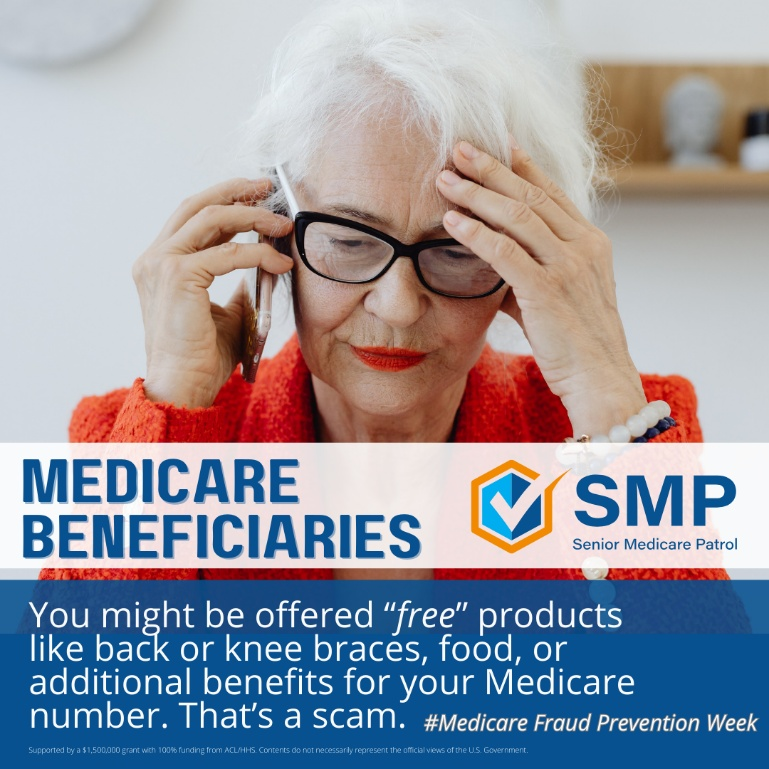 MEDICARE
BENEFICIARIES
SMP
Senior Medicare Patrol
You might be offered “free” products
like back or knee braces, food, or
additional benefits for your Medicare
number. That’s a scam.
#Medicare Fraud Prevention Week
Supported by a $1,500,000 grant with 100% funding from ACL/HHS. Contents do not necessarily represent the official views of the U.S. Government.